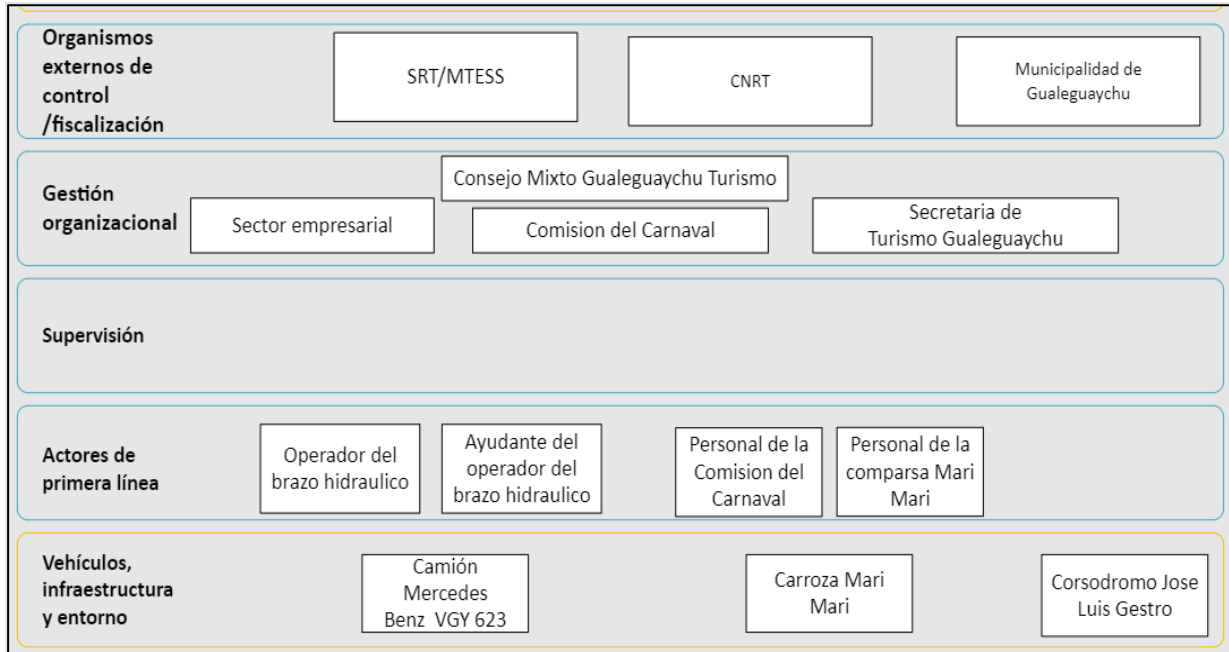 Organismos
externos de
control
/fiscalización
SRT/MTESS
CNRT
Municipalidad de
Gualeguaychu
Gestión
organizacional
Consejo Mixto Gualeguaychu Turismo
Sector empresarial
Comision del Carnaval
Secretaria de
Turismo Gualeguaychu
Supervisión
Actores de
primera línea
Operador del
brazo hidraulico
Ayudante del
operador del
brazo hidraulico
Personal de la
Comision del
Carnaval
Personal de la
comparsa Mari
Mari
Vehículos,
infraestructura
y entorno
Camión
Mercedes
Benz VGY 623
Carroza Mari
Mari
Corsodromo Jose
Luis Gestro